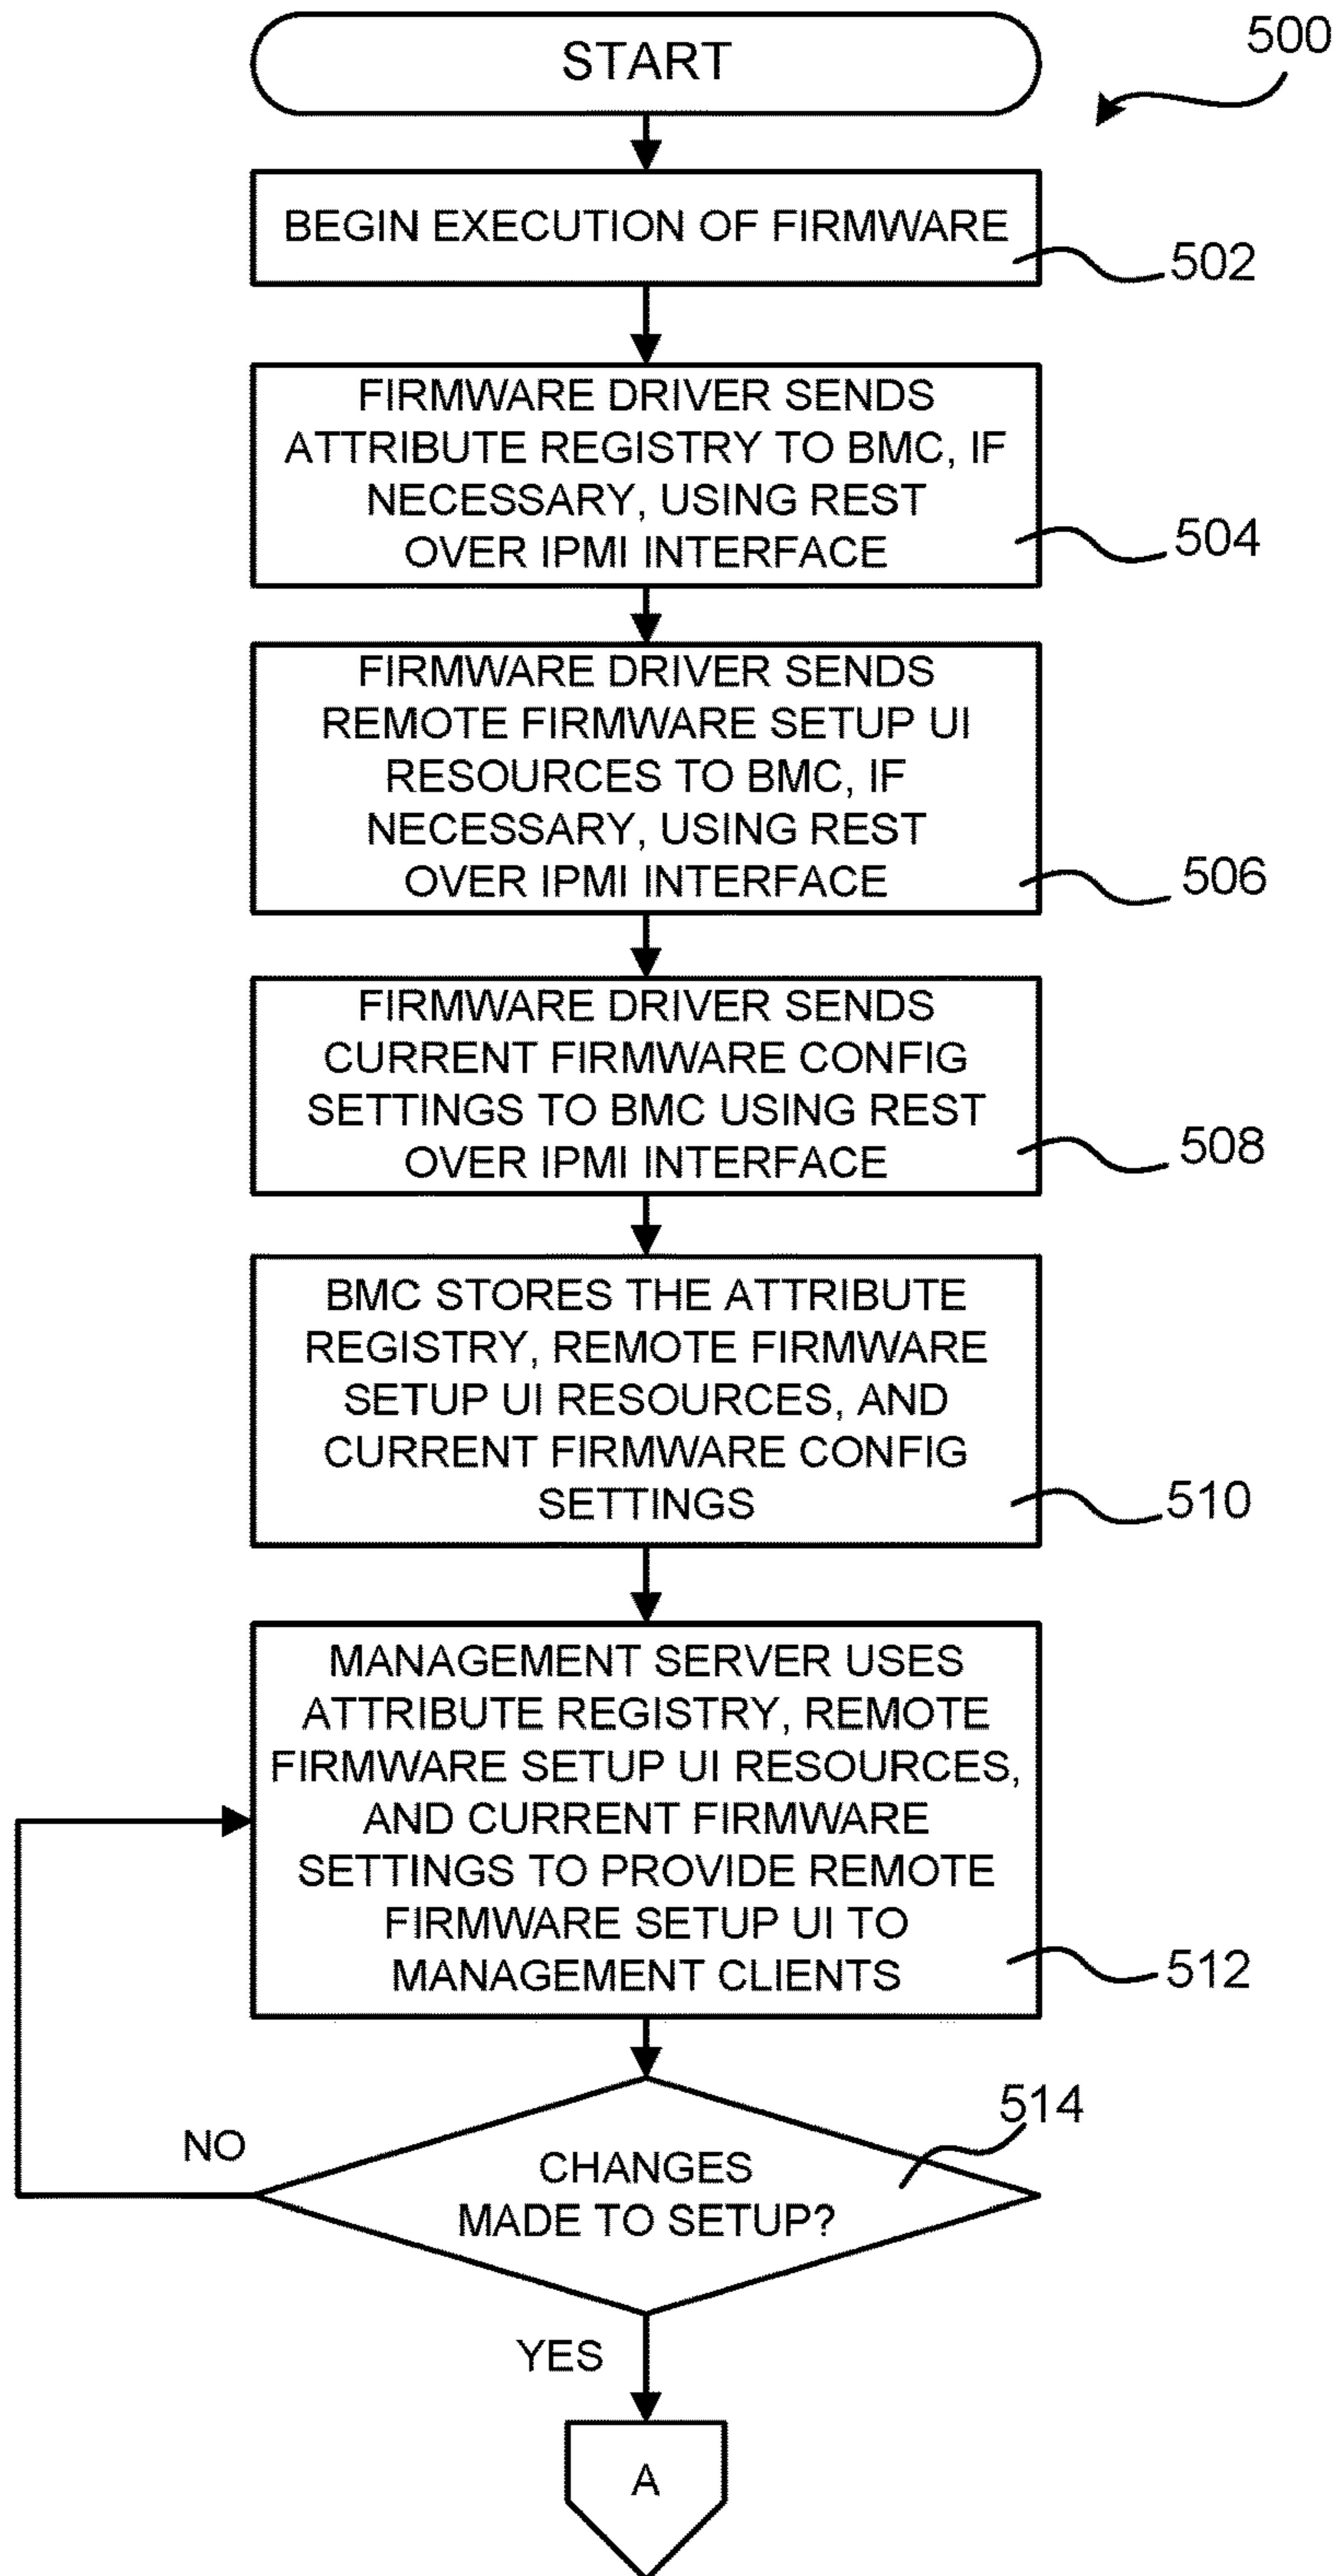 START
500
BEGIN EXECUTION OF FIRMWARE
502
FIRMWARE DRIVER SENDS
ATTRIBUTE REGISTRY TO BMC, IF
NECESSARY, USING REST
OVER IPMI INTERFACE
504
FIRMWARE DRIVER SENDS
REMOTE FIRMWARE SETUP UI
RESOURCES TO BMC, IF
NECESSARY, USING REST
OVER IPMI INTERFACE
506
FIRMWARE DRIVER SENDS
CURRENT FIRMWARE CONFIG
SETTINGS TO BMC USING REST
OVER IPMI INTERFACE
508
BMC STORES THE ATTRIBUTE
REGISTRY, REMOTE FIRMWARE
SETUP UI RESOURCES, AND
CURRENT FIRMWARE CONFIG
SETTINGS
510
MANAGEMENT SERVER USES
ATTRIBUTE REGISTRY, REMOTE
FIRMWARE SETUP UI RESOURCES,
AND CURRENT FIRMWARE
SETTINGS TO PROVIDE REMOTE
FIRMWARE SETUP UI TO
MANAGEMENT CLIENTS
512
514
NO
CHANGES
MADE TO SETUP?
YES
A